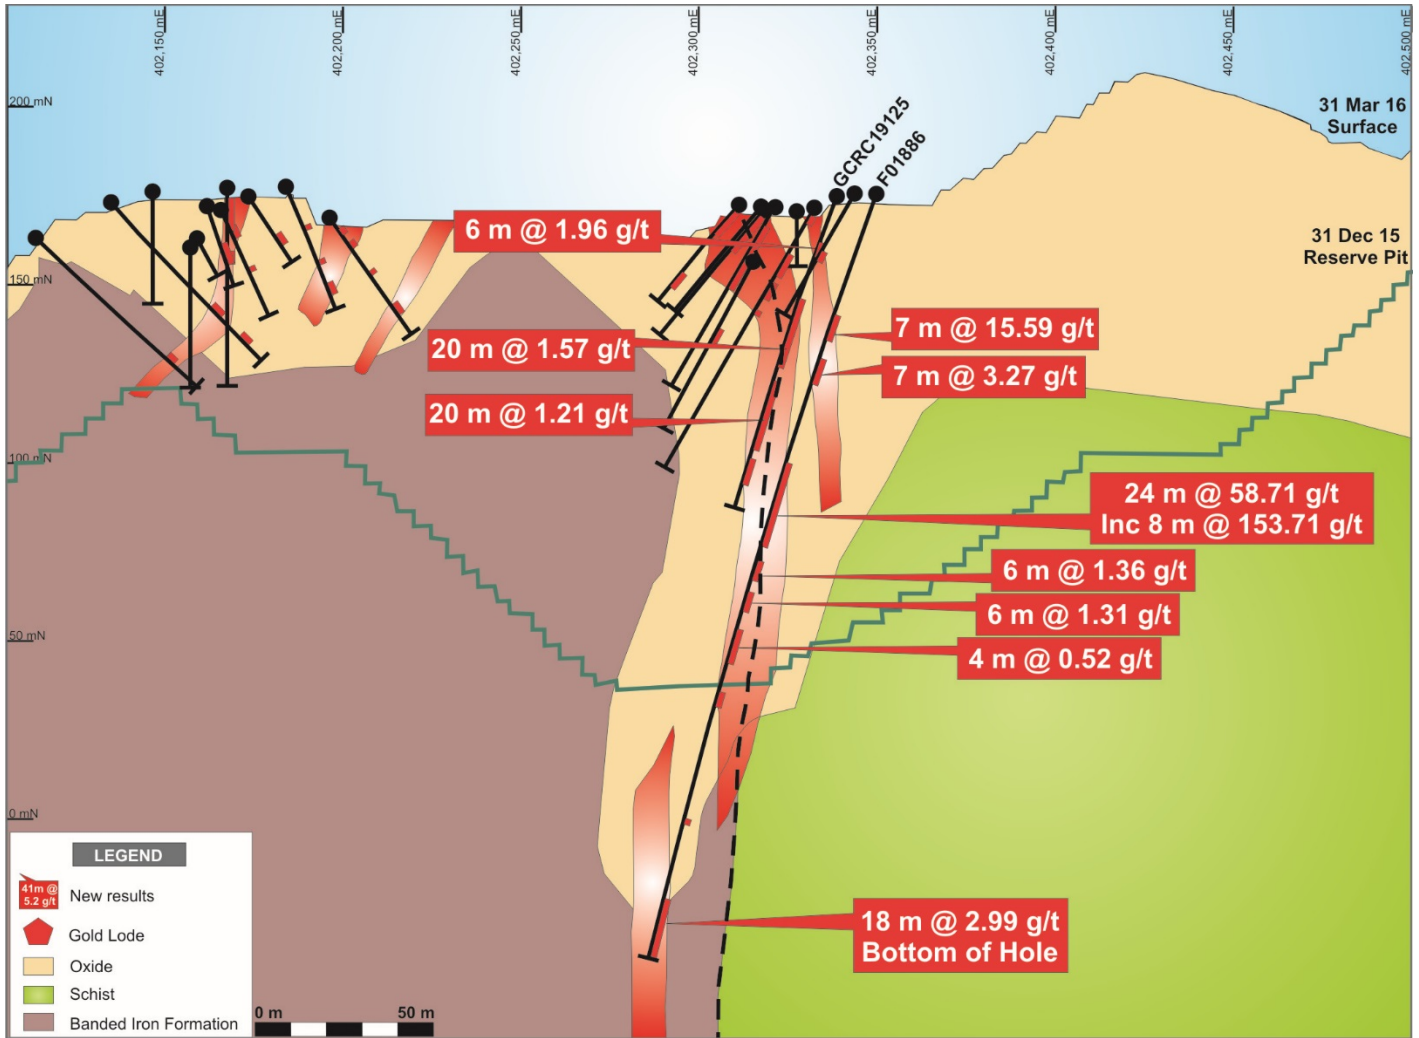 402,150 mE
402,200 mE
402,250 mE
402,300 mE
402,350 mE
402,400 mE
402,450 mE
402,500 mE
200 mN
150 mN
100 mN
50 mN
0 mN
31 Mar 16
Surface
31 Dec 15
Reserve Pit
GCRC19125
F01886
6 m @ 1.96 g/t
20 m @ 1.57 g/t
20 m @ 1.21 g/t
7 m @ 15.59 g/t
7 m @ 3.27 g/t
24 m @ 58.71 g/t
Inc 8 m @ 153.71 g/t
6 m @ 1.36 g/t
6 m @ 1.31 g/t
4 m @ 0.52 g/t
18 m @ 2.99 g/t
Bottom of Hole
LEGEND
41m @
5.2 g/t
New results
Gold Lode
Oxide
Schist
Banded Iron Formation
0 m
50 m